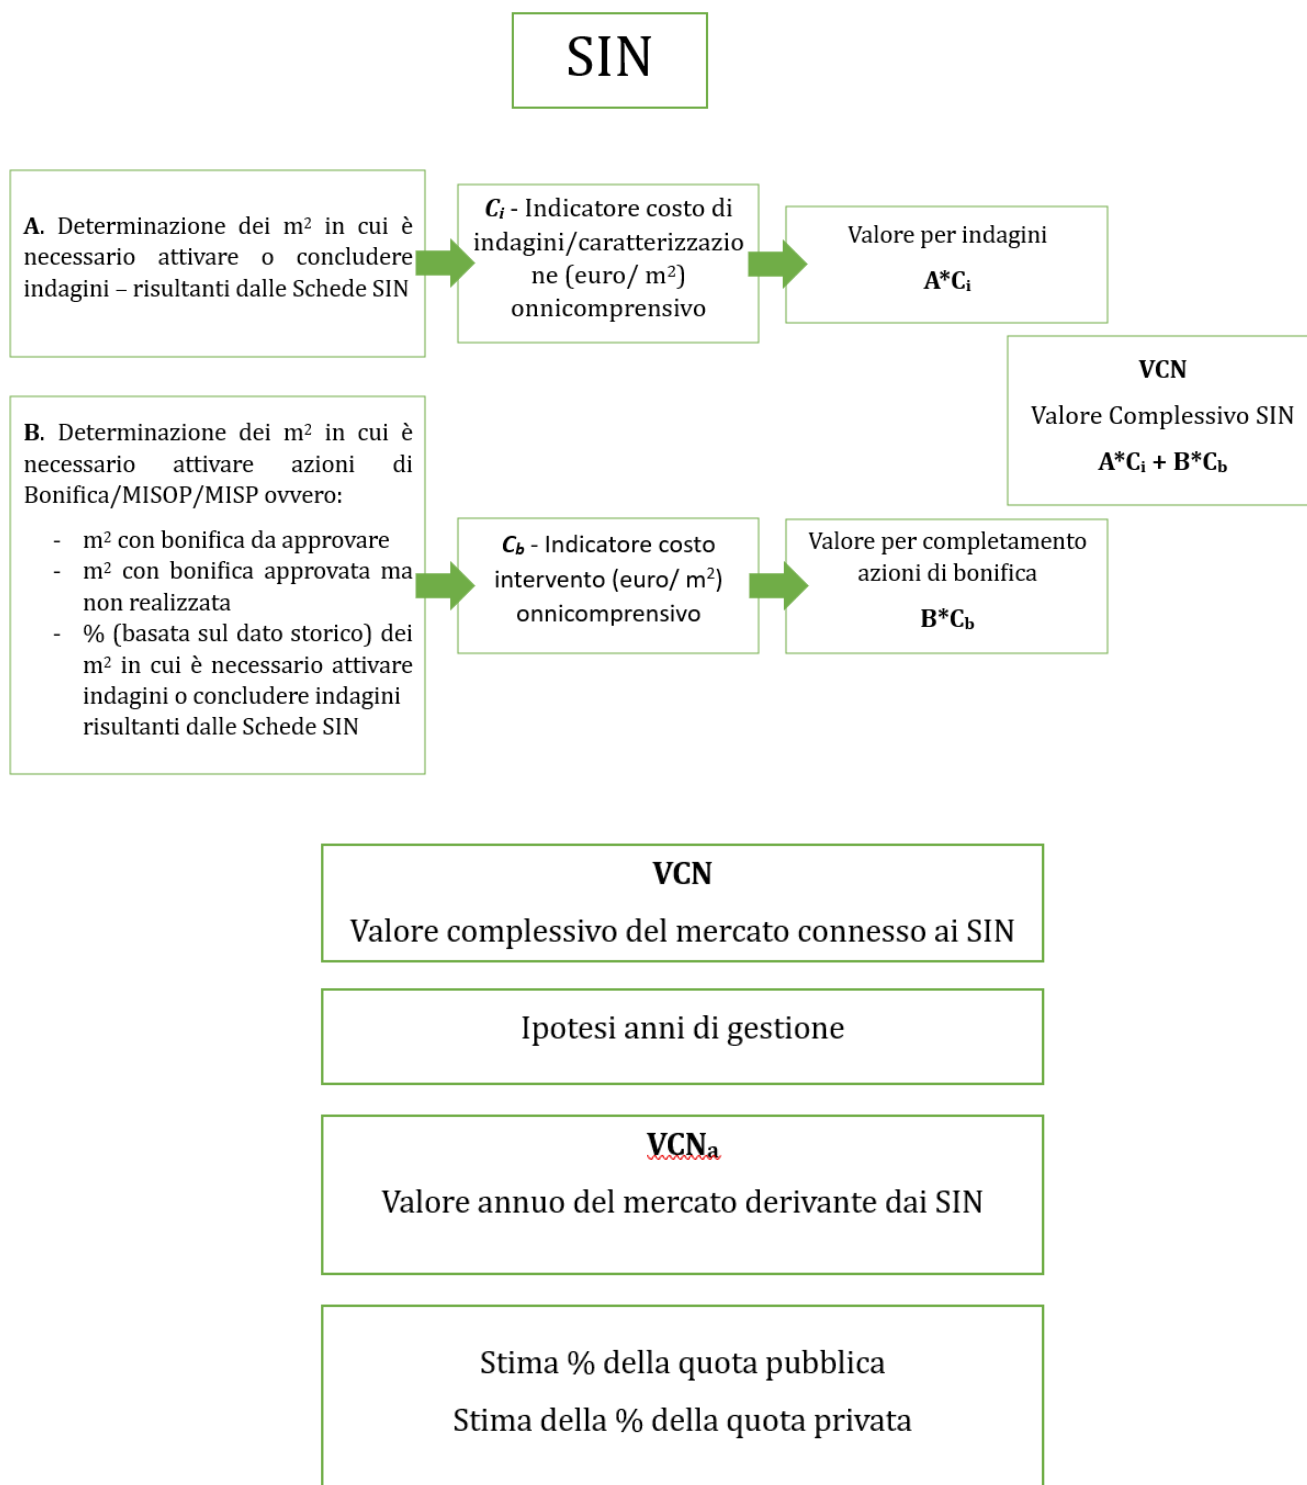 SIN
A. Determinazione dei m² in cui è
necessario attivare o concludere
indagini – risultanti dalle Schede SIN
Cᵢ - Indicatore costo di
indagini/caratterizzazio
ne (euro/ m²)
onnicomprensivo
Valore per indagini
A*Cᵢ
VCN
Valore Complessivo SIN
A*Cᵢ + B*C_b
B. Determinazione dei m² in cui è
necessario attivare azioni di
Bonifica/MISOP/MISP ovvero:
- m² con bonifica da approvare
- m² con bonifica approvata ma
non realizzata
- % (basata sul dato storico) dei
m² in cui è necessario attivare
indagini o concludere indagini
risultanti dalle Schede SIN
C_b - Indicatore costo
intervento (euro/ m²)
onnicomprensivo
Valore per completamento
azioni di bonifica
B*C_b
VCN
Valore complessivo del mercato connesso ai SIN
Ipotesi anni di gestione
VCNₐ
Valore annuo del mercato derivante dai SIN
Stima % della quota pubblica
Stima della % della quota privata